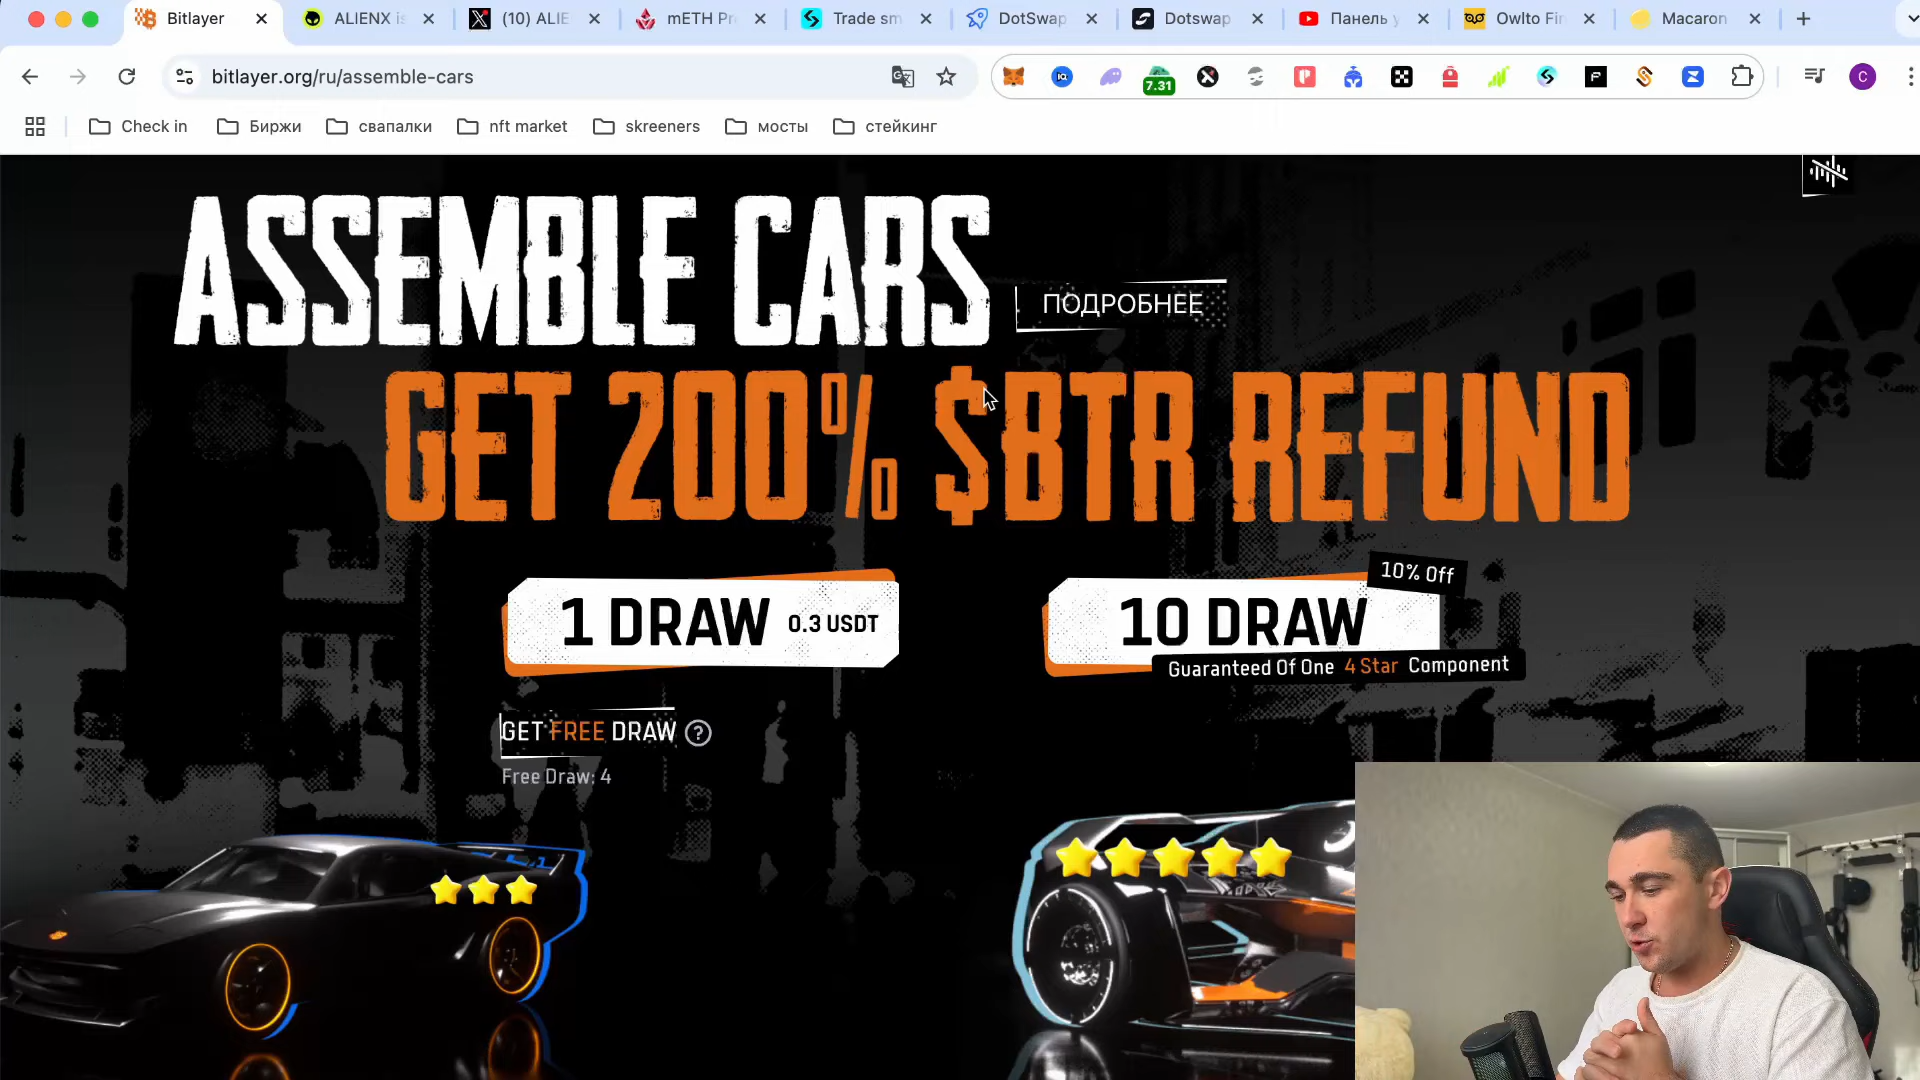 Bitlayer
ALIENX is
(10) ALIE
mETH Pr
Trade sm
DotSwap
Dotswap
Панель у
Owlto Fin
Macaron
bitlayer.org/ru/assemble-cars
7.31
C
Check in
Биржи
свапалки
nft market
skreeners
мосты
стейкинг
ASSEMBLE CARS
ПОДРОБНЕЕ
GET 200% $BTR REFUND
1 DRAW 0.3 USDT
10% Off
10 DRAW
Guaranteed Of One 4 Star Component
GET FREE DRAW ?
Free Draw: 4